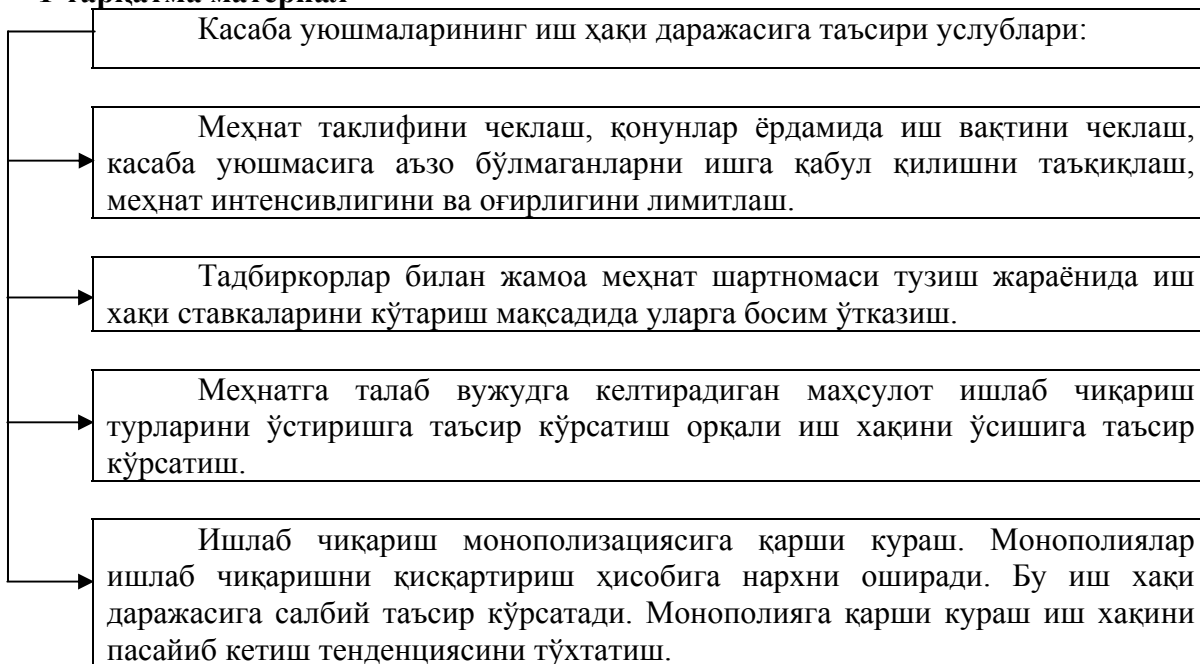 1-тарқатма материал
Касаба уюшмаларининг иш ҳақи даражасига таъсири услублари:
Меҳнат таклифини чеклаш, қонунлар ёрдамида иш вақтини чеклаш,
касаба уюшмасига аъзо бўлмаганларни ишга қабул қилишни таъқиқлаш,
меҳнат интенсивлигини ва оғирлигини лимитлаш.
Тадбиркорлар билан жамоа меҳнат шартномаси тузиш жараёнида иш
хақи ставкаларини кўтариш мақсадида уларга босим ўтказиш.
Меҳнатга талаб вужудга келтирадиган маҳсулот ишлаб чиқариш
турларини ўстиришга таъсир кўрсатиш орқали иш хақини ўсишига таъсир
кўрсатиш.
Ишлаб чиқариш монополизациясига қарши кураш. Монополиялар
ишлаб чиқаришни қисқартириш ҳисобига нархни оширади. Бу иш хақи
даражасига салбий таъсир кўрсатади. Монополияга қарши кураш иш хақини
пасайиб кетиш тенденциясини тўхтатиш.